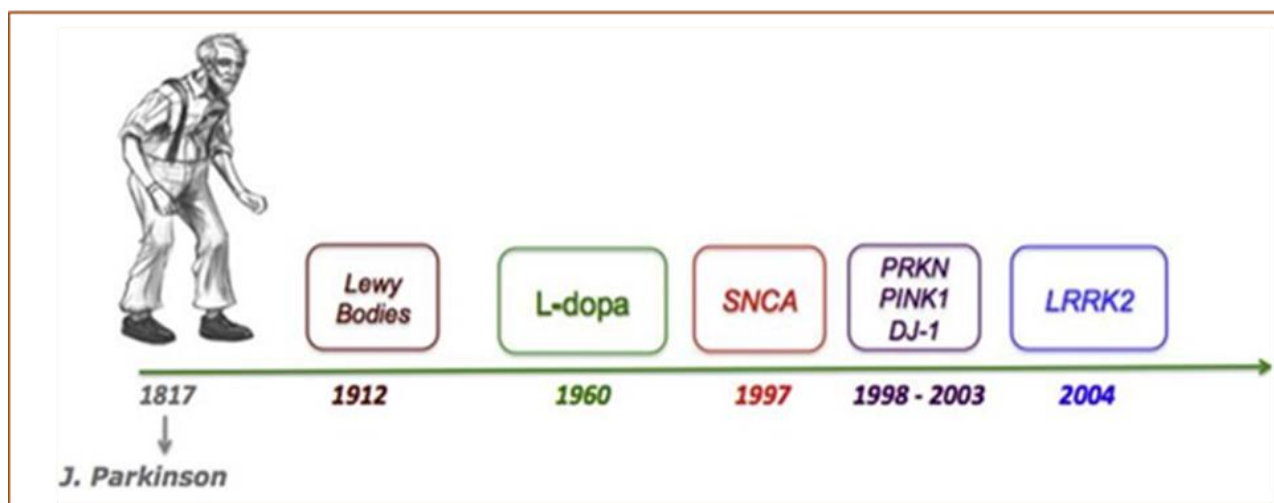 Lewy
Bodies
L-dopa
SNCA
PRKN
PINK1
DJ-1
LRRK2
1817
1912
1960
1997
1998 - 2003
2004
J. Parkinson